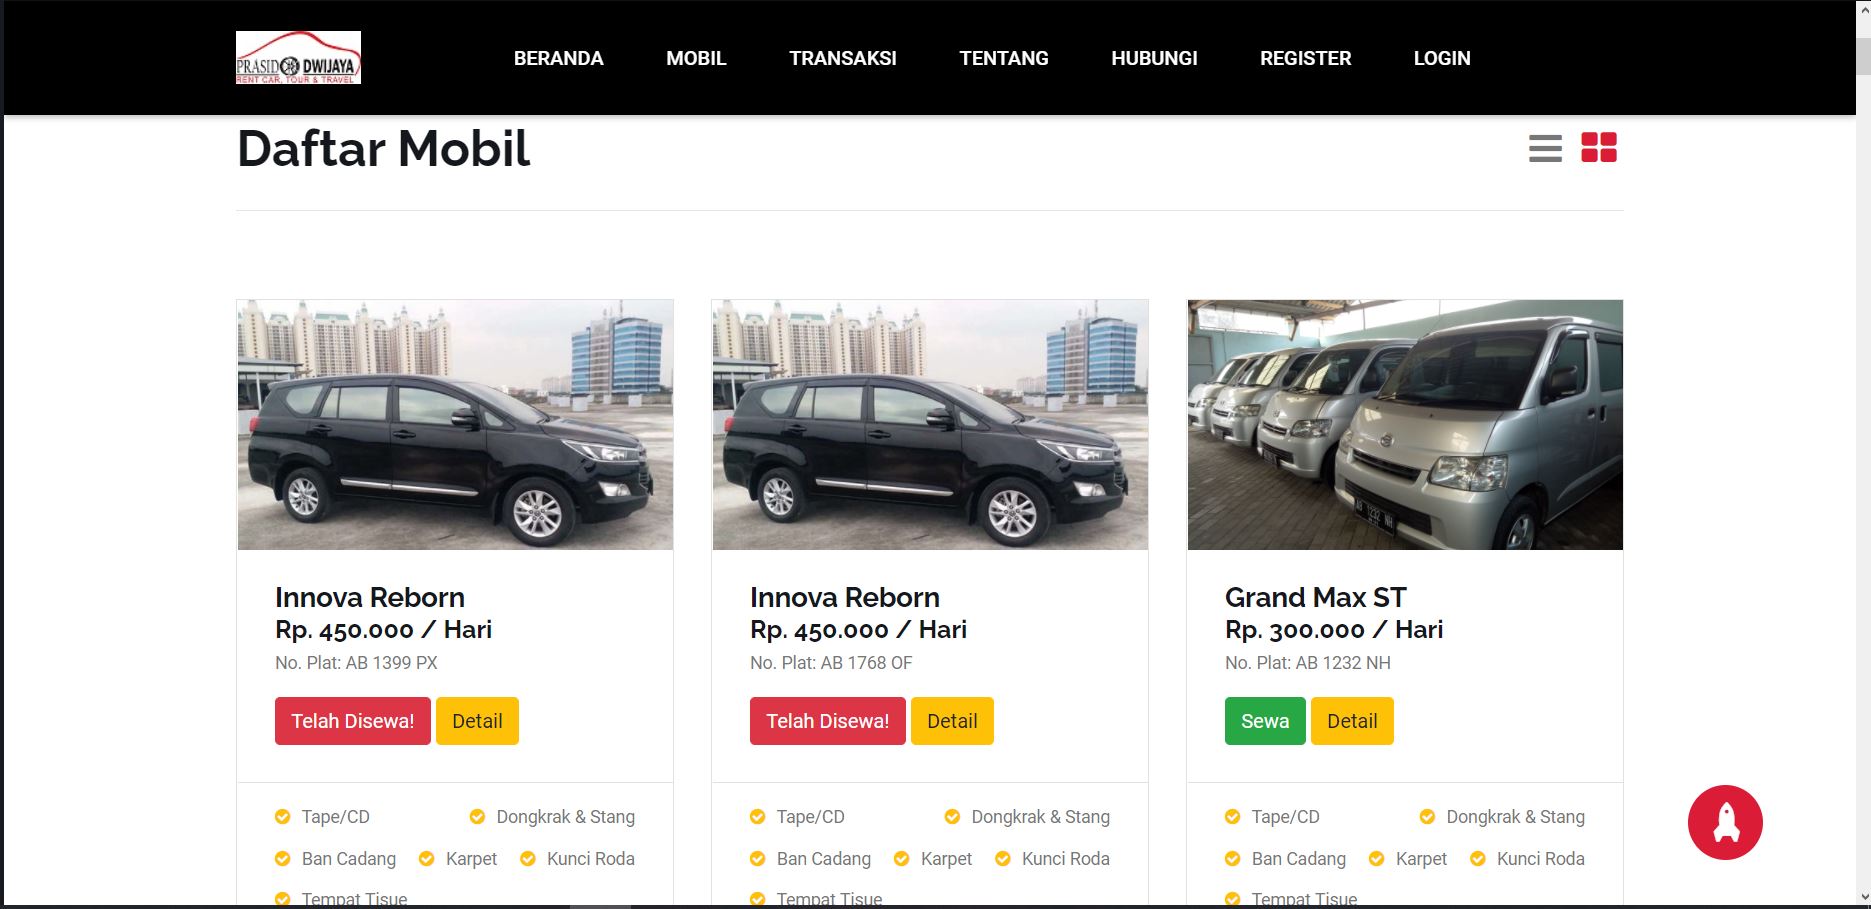 PRASIDO DWIJAYA
RENT CAR, TOUR & TRAVEL
BERANDA MOBIL TRANSAKSI TENTANG HUBUNGI REGISTER LOGIN
Daftar Mobil
AB 1232 NH
Innova Reborn
Rp. 450.000 / Hari
No. Plat: AB 1399 PX
Telah Disewa! Detail
Tape/CD Dongkrak & Stang
Ban Cadang Karpet Kunci Roda
Tempat Tisue
Innova Reborn
Rp. 450.000 / Hari
No. Plat: AB 1768 OF
Telah Disewa! Detail
Tape/CD Dongkrak & Stang
Ban Cadang Karpet Kunci Roda
Tempat Tisue
Grand Max ST
Rp. 300.000 / Hari
No. Plat: AB 1232 NH
Sewa Detail
Tape/CD Dongkrak & Stang
Ban Cadang Karpet Kunci Roda
Tempat Tisue